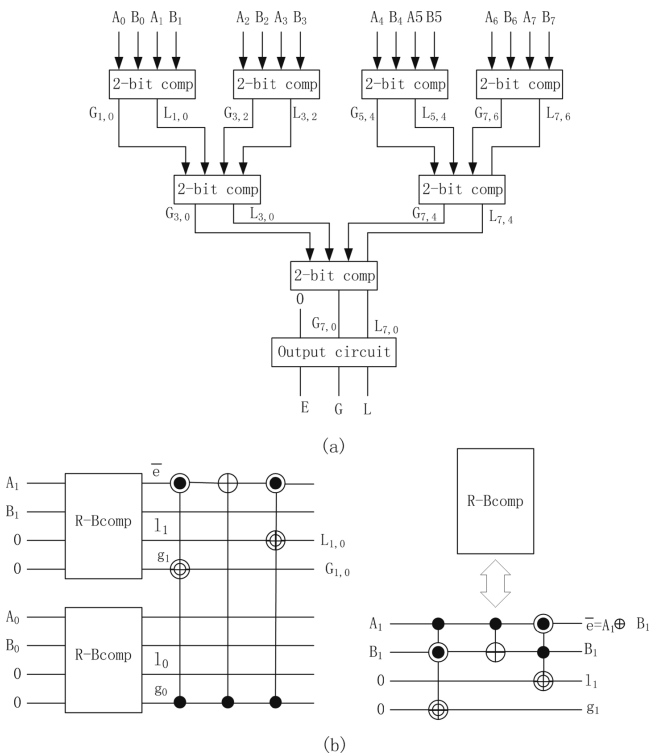 A0 B0 A1 B1 A2 B2 A3 B3 A4 B4 A5 B5 A6 B6 A7 B7
2-bit comp 2-bit comp 2-bit comp 2-bit comp
G1,0 L1,0 G3,2 L3,2 G5,4 L5,4 G7,6 L7,6
2-bit comp 2-bit comp
G3,0 L3,0 G7,4 L7,4
2-bit comp
0
G7,0 L7,0
Output circuit
E G L
(a)
e̅
A1
B1
R-Bcomp
l1
0
L1,0
g1
0
G1,0
A0
B0
R-Bcomp
l0
0
g0
0
R-Bcomp
A1 e̅=A1⊕ B1
B1 B1
0 l1
0 g1
(b)